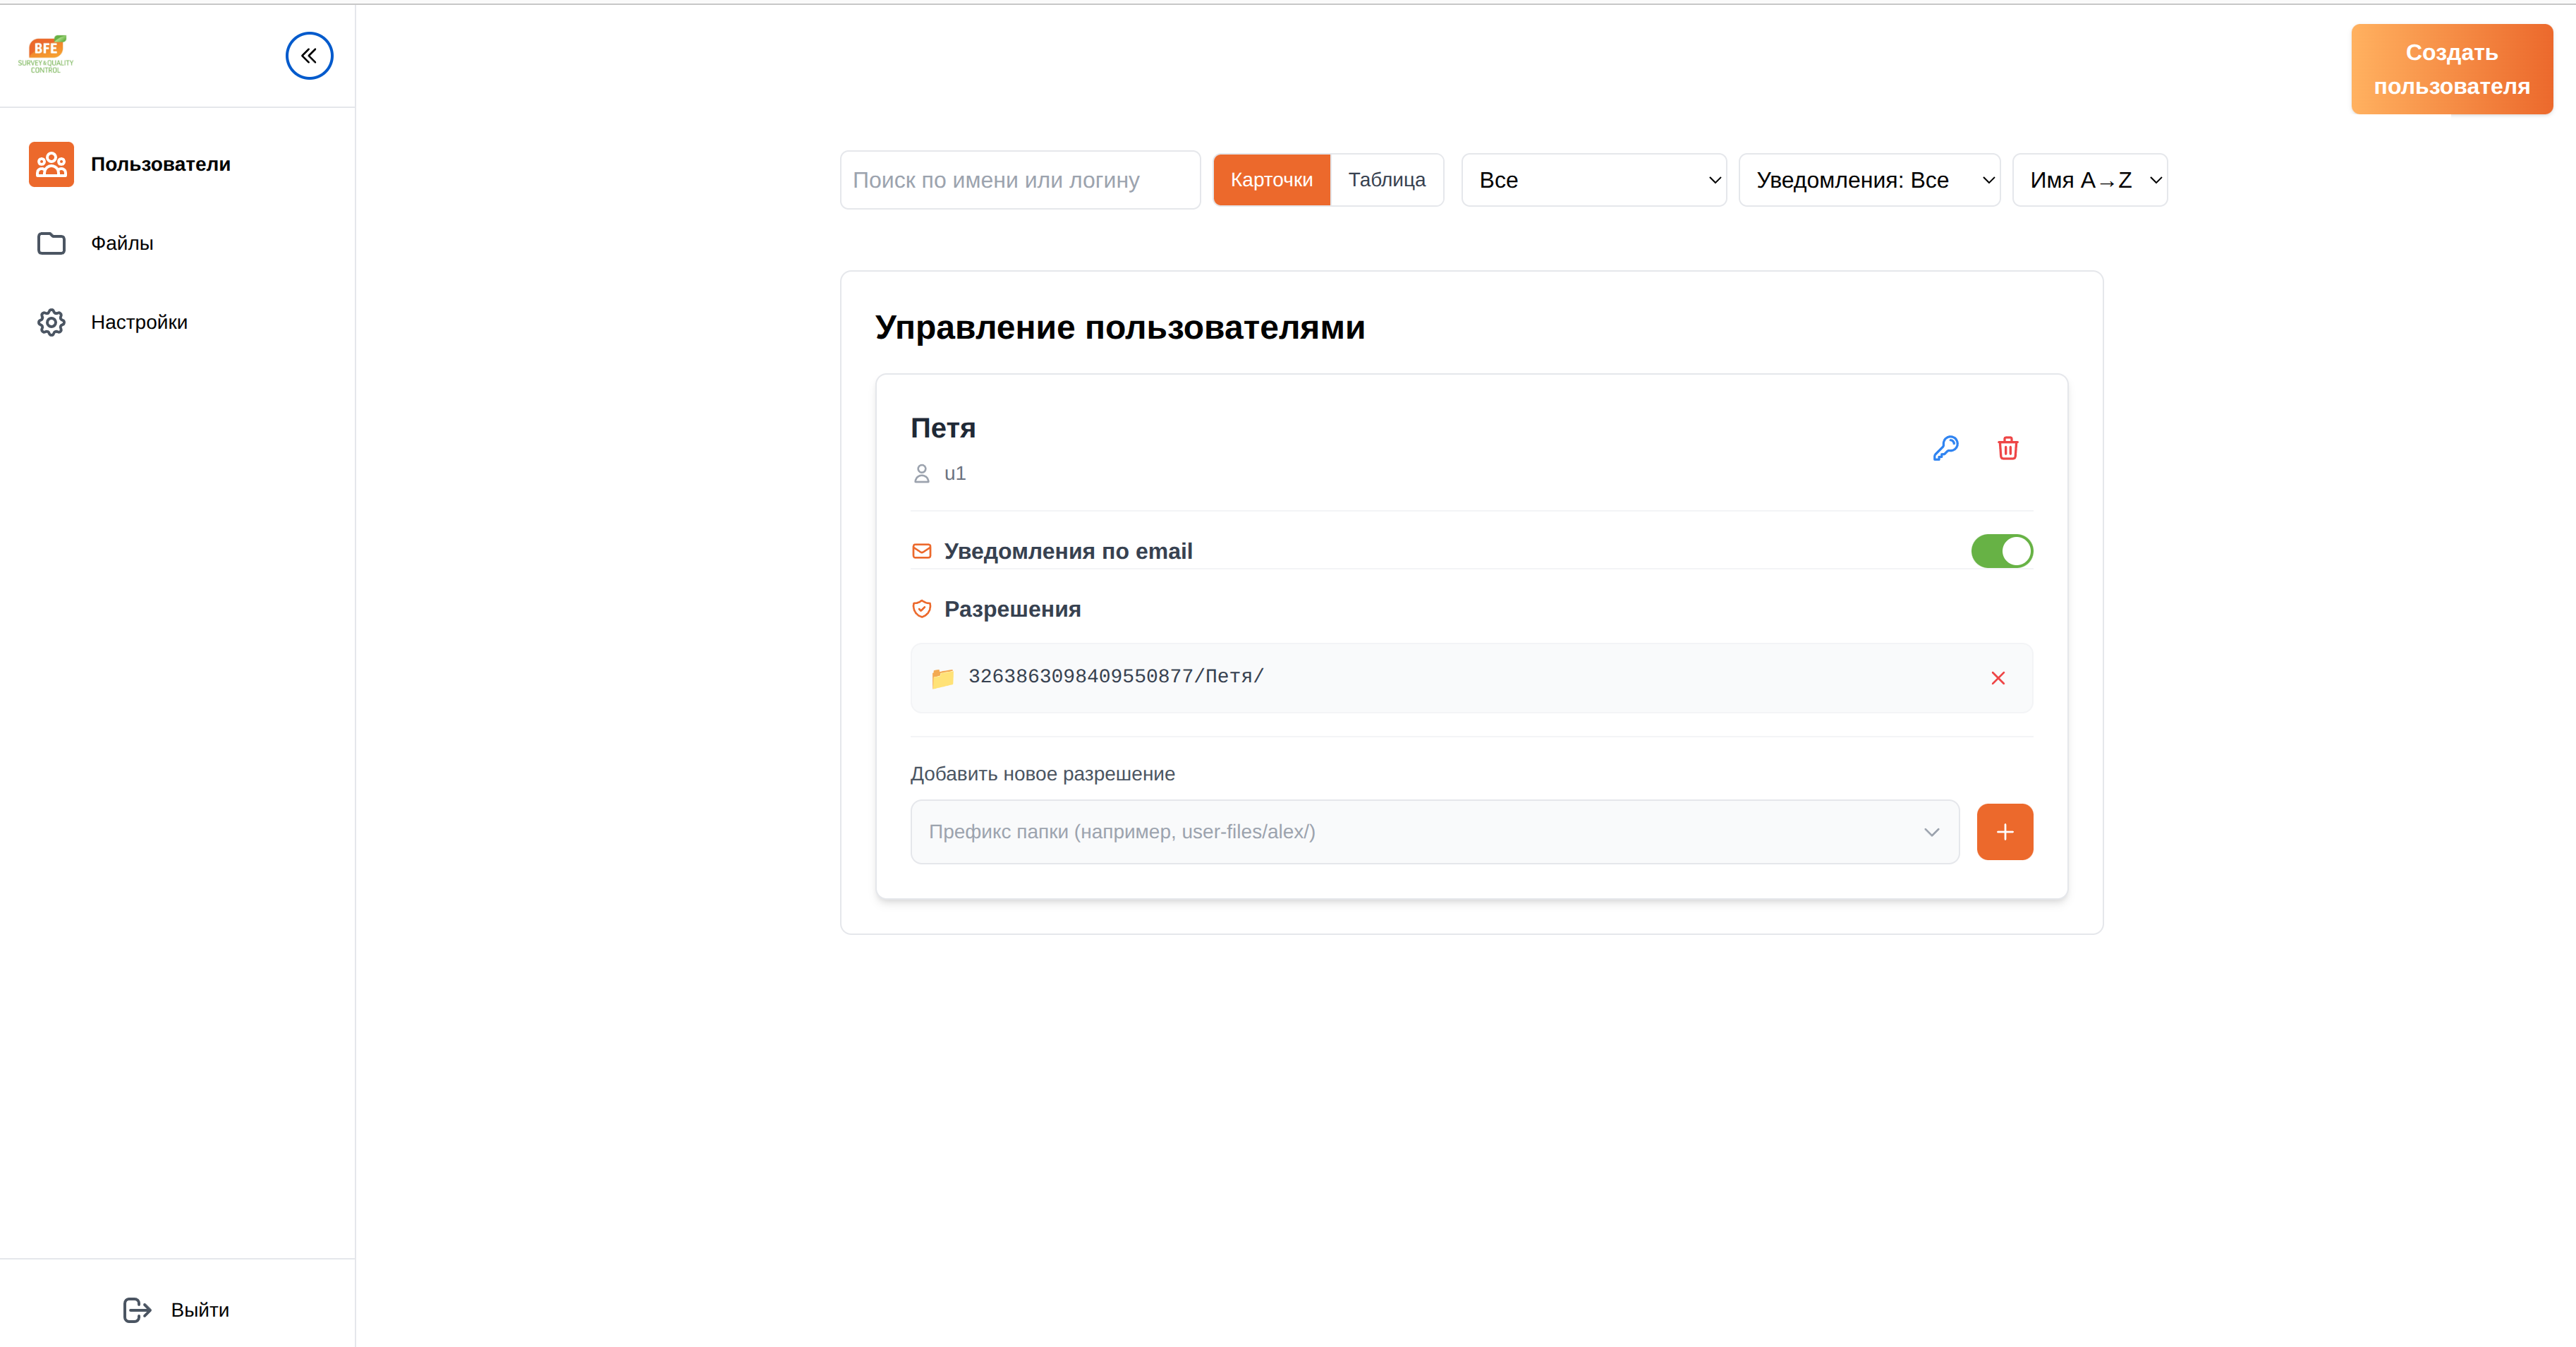 BFE
SURVEY&QUALITY
CONTROL
Пользователи
Файлы
Настройки
Выйти
Создать
пользователя
Поиск по имени или логину
Карточки Таблица Все Уведомления: Все Имя A→Z
Управление пользователями
Петя
u1
Уведомления по email
Разрешения
3263863098409550877/Петя/
Добавить новое разрешение
Префикс папки (например, user-files/alex/)